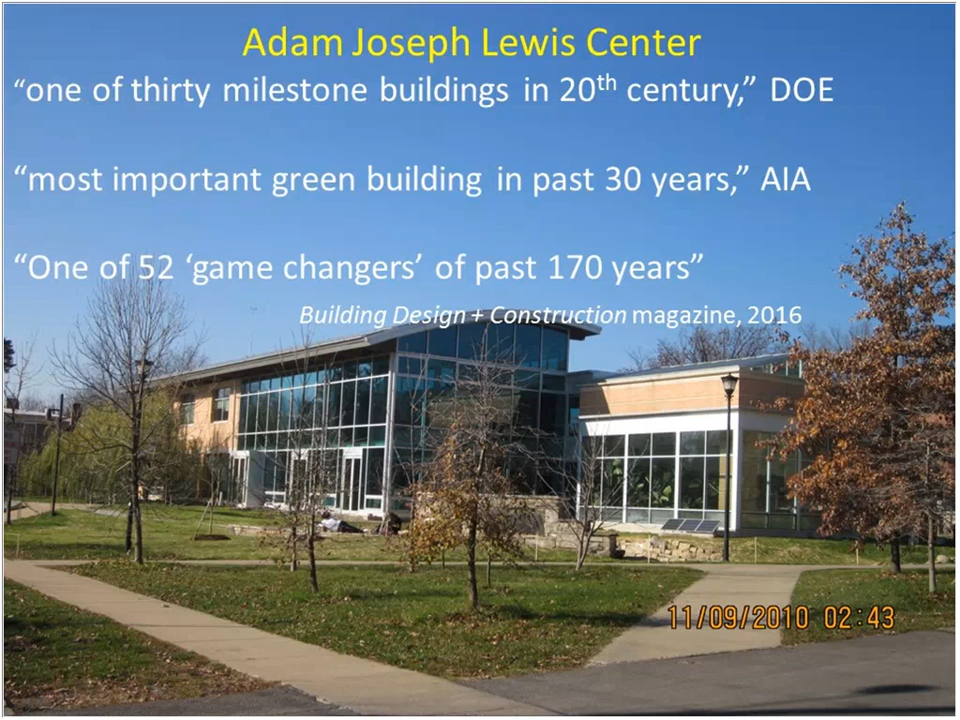 Adam Joseph Lewis Center
“one of thirty milestone buildings in 20th century,” DOE
“most important green building in past 30 years,” AIA
“One of 52 ‘game changers’ of past 170 years”
Building Design + Construction magazine, 2016
11/09/2010 02:43